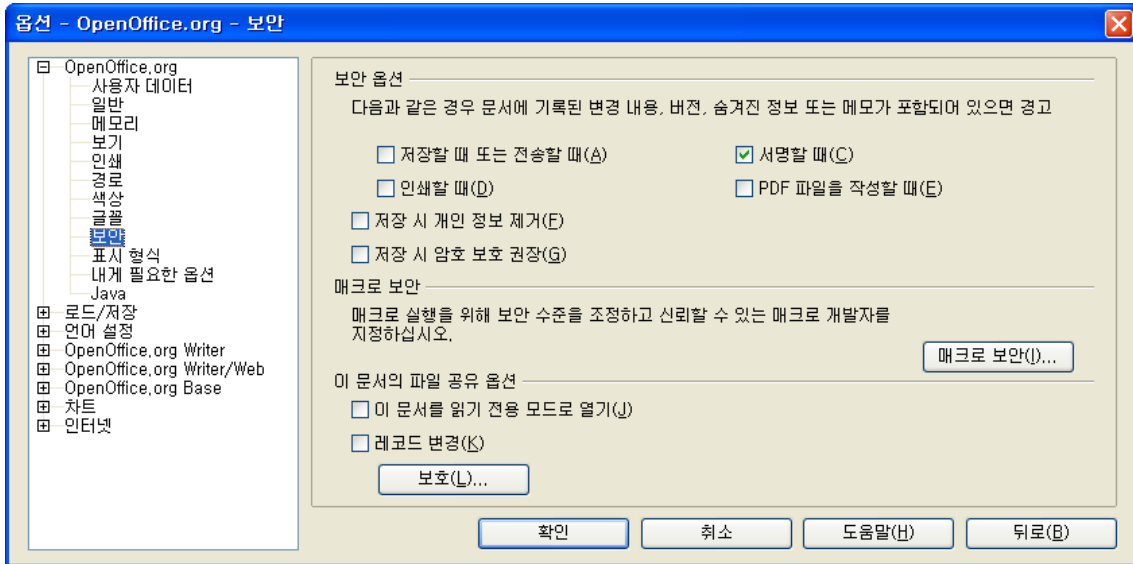 옵션 - OpenOffice.org - 보안
OpenOffice.org
사용자 데이터
일반
메모리
보기
인쇄
경로
색상
글꼴
보안
표시 형식
내게 필요한 옵션
Java
로드/저장
언어 설정
OpenOffice.org Writer
OpenOffice.org Writer/Web
OpenOffice.org Base
차트
인터넷
보안 옵션
다음과 같은 경우 문서에 기록된 변경 내용, 버전, 숨겨진 정보 또는 메모가 포함되어 있으면 경고
저장할 때 또는 전송할 때(A)
서명할 때(C)
인쇄할 때(D)
PDF 파일을 작성할 때(E)
저장 시 개인 정보 제거(F)
저장 시 암호 보호 권장(G)
매크로 보안
매크로 실행을 위해 보안 수준을 조정하고 신뢰할 수 있는 매크로 개발자를
지정하십시오.
매크로 보안(I)...
이 문서의 파일 공유 옵션
이 문서를 읽기 전용 모드로 열기(J)
레코드 변경(K)
보호(L)...
확인
취소
도움말(H)
뒤로(B)